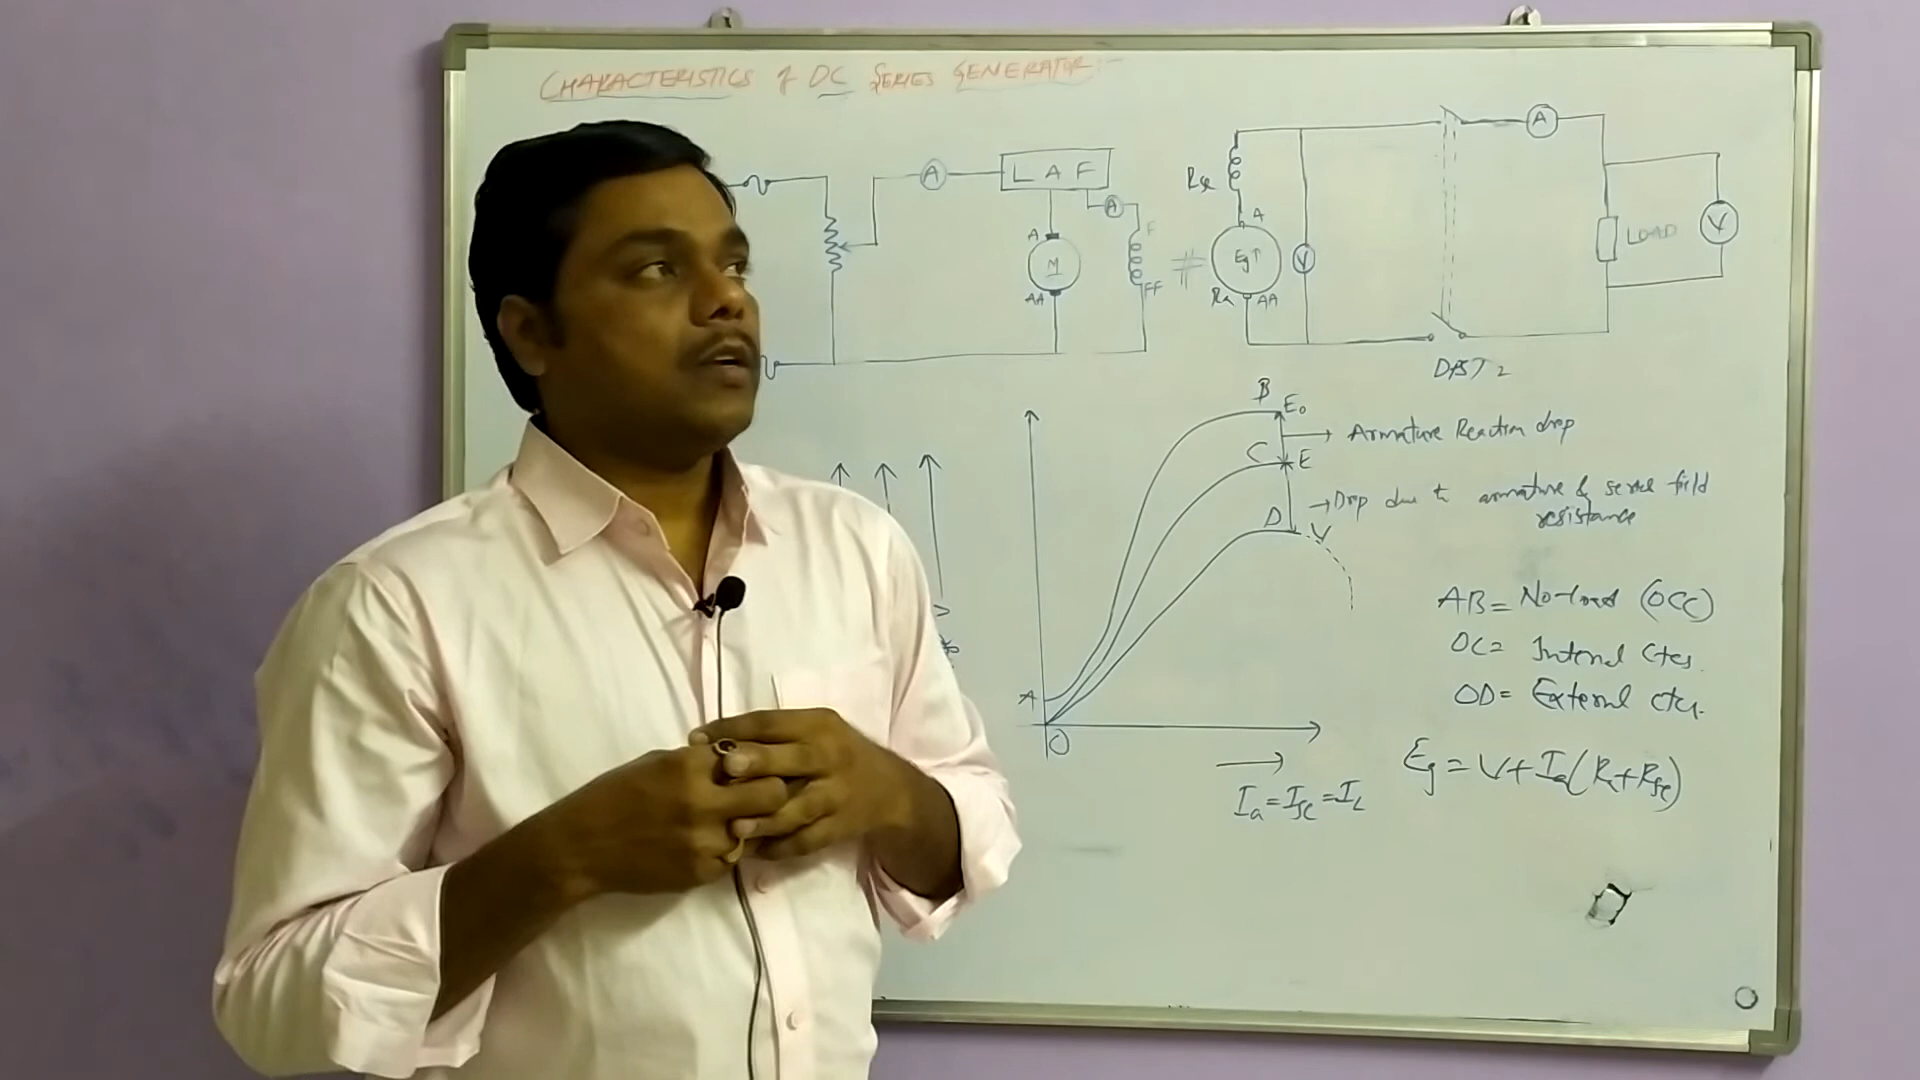 CHARACTERISTICS of DC SERIES GENERATOR:-
A
L A F
A
A
M
AA
F
FF
Rse
A
Eg↑
Ra
AA
V
A
LOAD
V
DPST 2
B E₀
→ Armature Reaction drop
C E
→Drop due to armature & series field
resistance
D V
A
O
AB = No-load (OCC)
OC = Internal Ctcs.
OD = External ctcs.
Ia = Ise = IL
Eg = V+Ia(Ra+Rse)